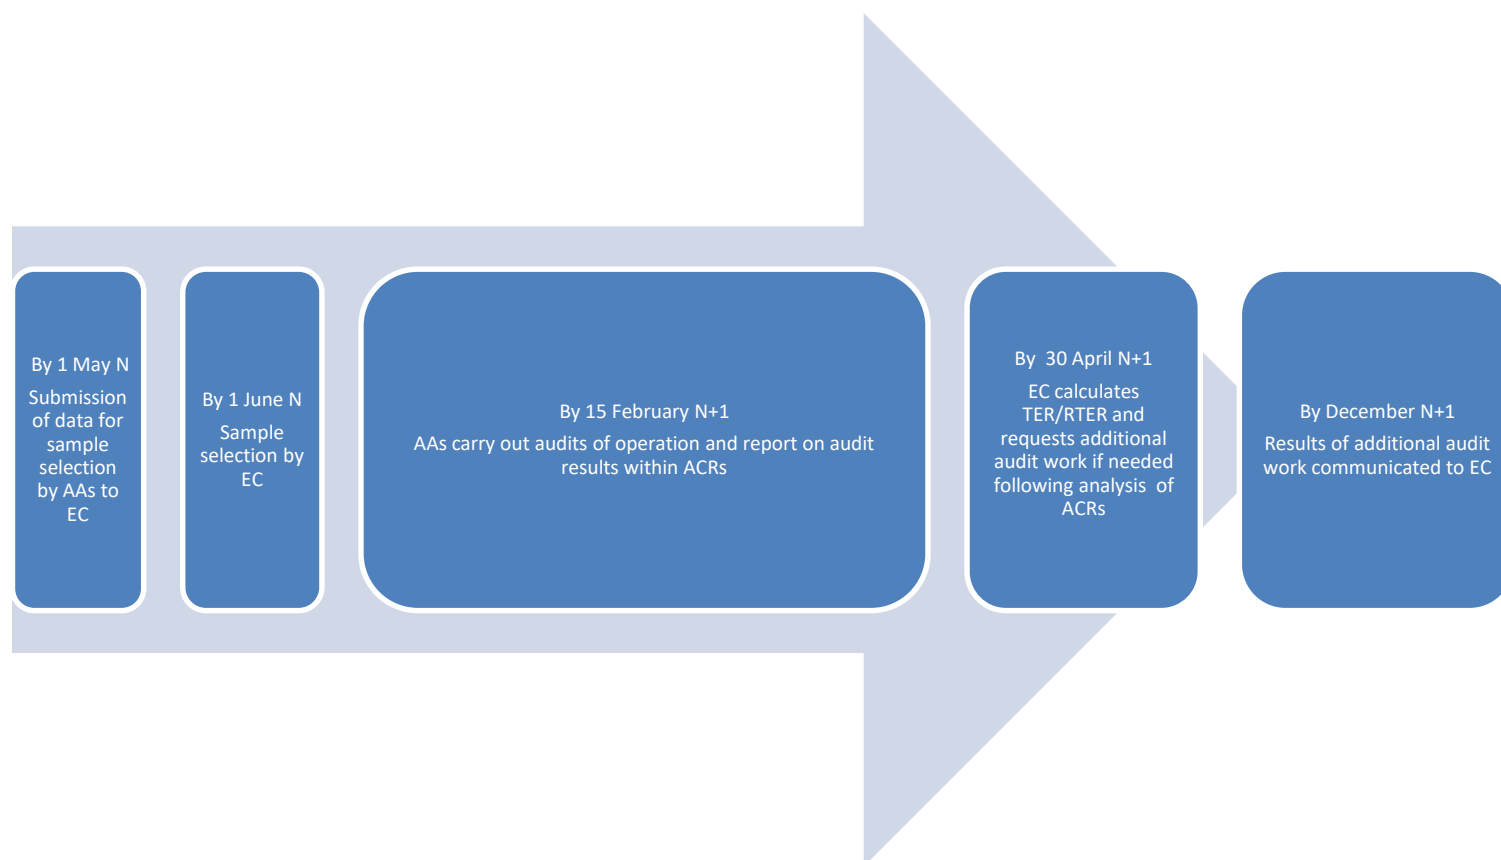 By 1 May N
Submission
of data for
sample
selection
by AAs to
EC
By 1 June N
Sample
selection by
EC
By 15 February N+1
AAs carry out audits of operation and report on audit
results within ACRs
By 30 April N+1
EC calculates
TER/RTER and
requests additional
audit work if needed
following analysis of
ACRs
By December N+1
Results of additional audit
work communicated to EC